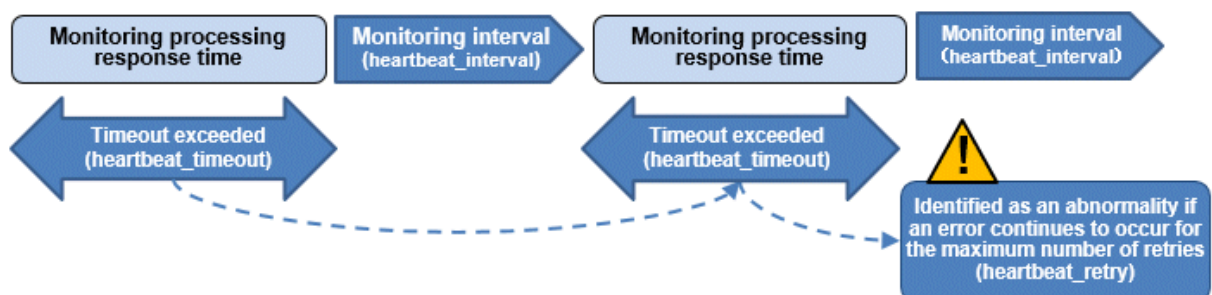 Monitoring processing
response time
Monitoring interval
(heartbeat_interval)
Monitoring processing
response time
Monitoring interval
(heartbeat_interval)
Timeout exceeded
(heartbeat_timeout)
Timeout exceeded
(heartbeat_timeout)
!
Identified as an abnormality if
an error continues to occur for
the maximum number of retries
(heartbeat_retry)